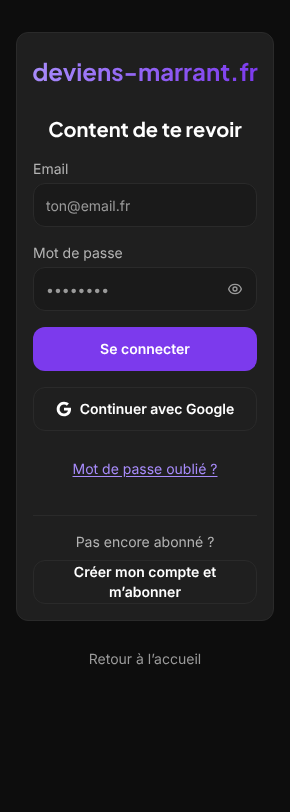 deviens-marrant.fr
Content de te revoir
Email
ton@email.fr
Mot de passe
••••••••
Se connecter
Continuer avec Google
Mot de passe oublié ?
Pas encore abonné ?
Créer mon compte et
m’abonner
Retour à l’accueil